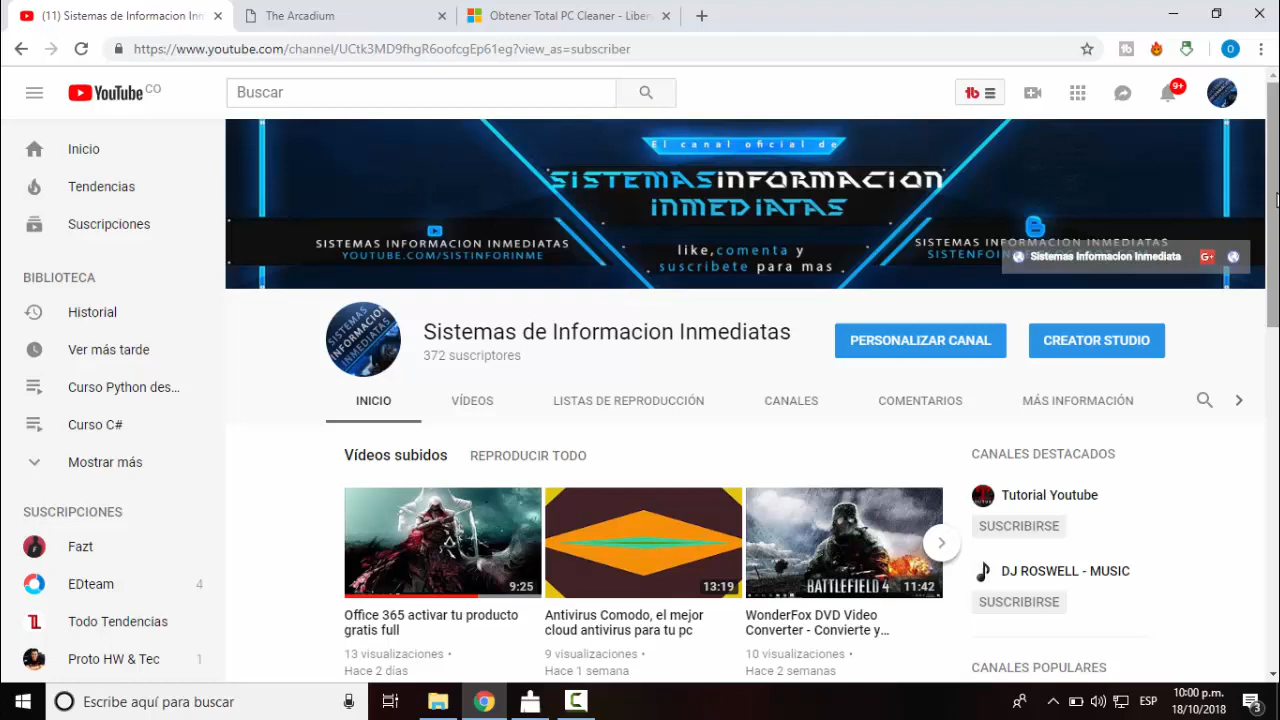 (11) Sistemas de Informacion Inm
The Arcadium
Obtener Total PC Cleaner - Liber
https://www.youtube.com/channel/UCtk3MD9fhgR6oofcgEp61eg?view_as=subscriber
YouTube CO
Buscar
tb
9+
Inicio
Tendencias
Suscripciones
BIBLIOTECA
Historial
Ver más tarde
Curso Python des...
Curso C#
Mostrar más
SUSCRIPCIONES
Fazt
EDteam 4
Todo Tendencias
Proto HW & Tec 1
El canal oficial de
SISTEMASINFORMACION
INMEDIATAS
SISTEMAS INFORMACION INMEDIATAS
YOUTUBE.COM/SISTINFORINME
like,comenta y
suscribete para mas
SISTEMAS INFORMACION INMEDIATAS
Sistemas Informacion Inmediata
G+
Sistemas de Informacion Inmediatas
372 suscriptores
PERSONALIZAR CANAL
CREATOR STUDIO
INICIO
VÍDEOS
LISTAS DE REPRODUCCIÓN
CANALES
COMENTARIOS
MÁS INFORMACIÓN
Vídeos subidos REPRODUCIR TODO
9:25
Office 365 activar tu producto
gratis full
13 visualizaciones •
Hace 2 días
13:19
Antivirus Comodo, el mejor
cloud antivirus para tu pc
9 visualizaciones •
Hace 1 semana
BATTLEFIELD 4
11:42
WonderFox DVD Video
Converter - Convierte y...
10 visualizaciones •
Hace 2 semanas
CANALES DESTACADOS
Tutorial Youtube
SUSCRIBIRSE
DJ ROSWELL - MUSIC
SUSCRIBIRSE
CANALES POPULARES
Escribe aquí para buscar
ESP
10:00 p.m.
18/10/2018
3